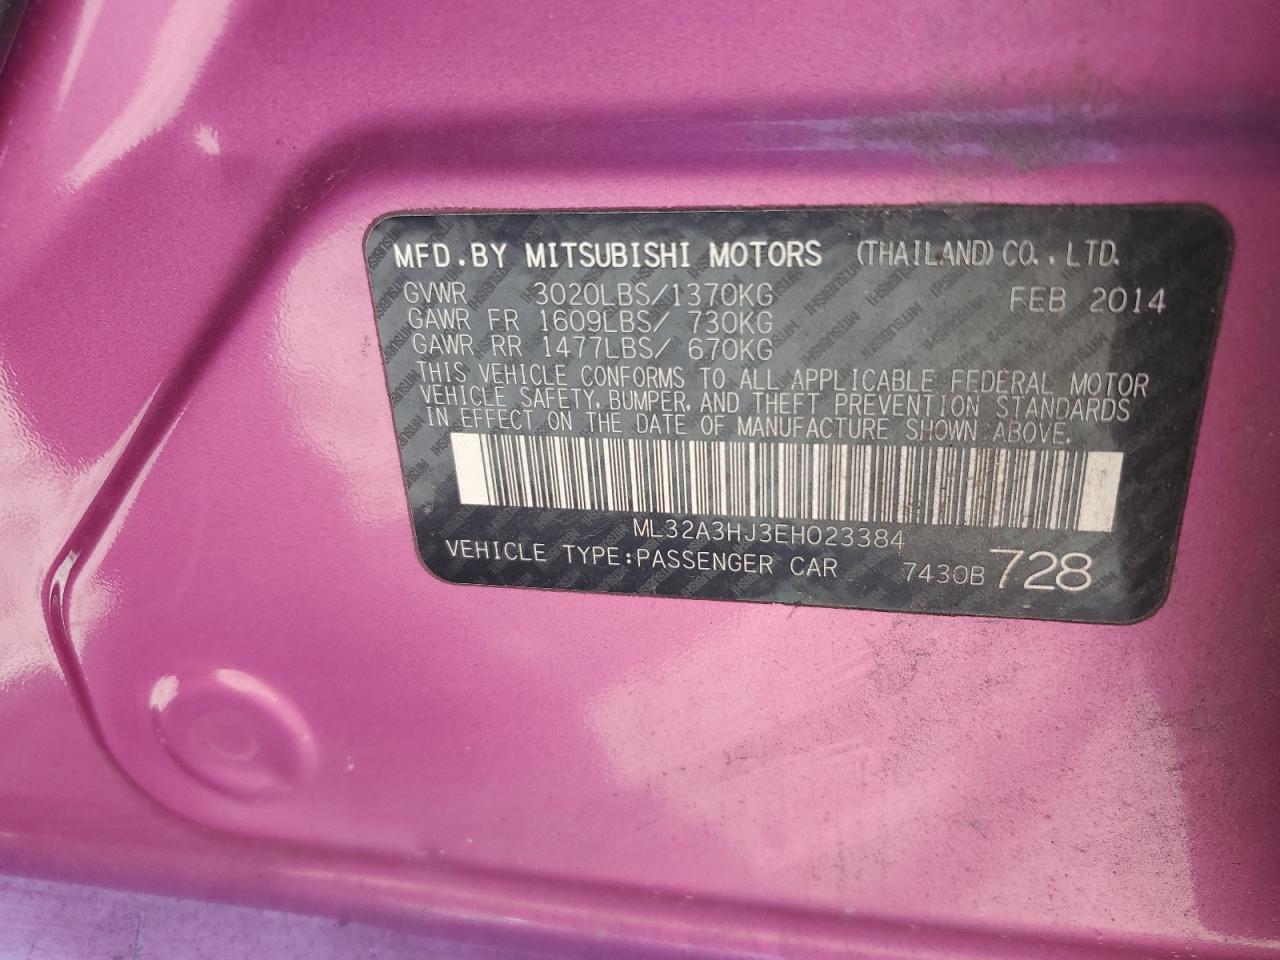 MFD.BY MITSUBISHI MOTORS (THAILAND) CO.,LTD.
GVWR 3020LBS/1370KG FEB 2014
GAWR FR 1609LBS/ 730KG
GAWR RR 1477LBS/ 670KG
THIS VEHICLE CONFORMS TO ALL APPLICABLE FEDERAL MOTOR
VEHICLE SAFETY, BUMPER, AND THEFT PREVENTION STANDARDS
IN EFFECT ON THE DATE OF MANUFACTURE SHOWN ABOVE.
ML32A3HJ3EH023384
VEHICLE TYPE:PASSENGER CAR 7430B 728